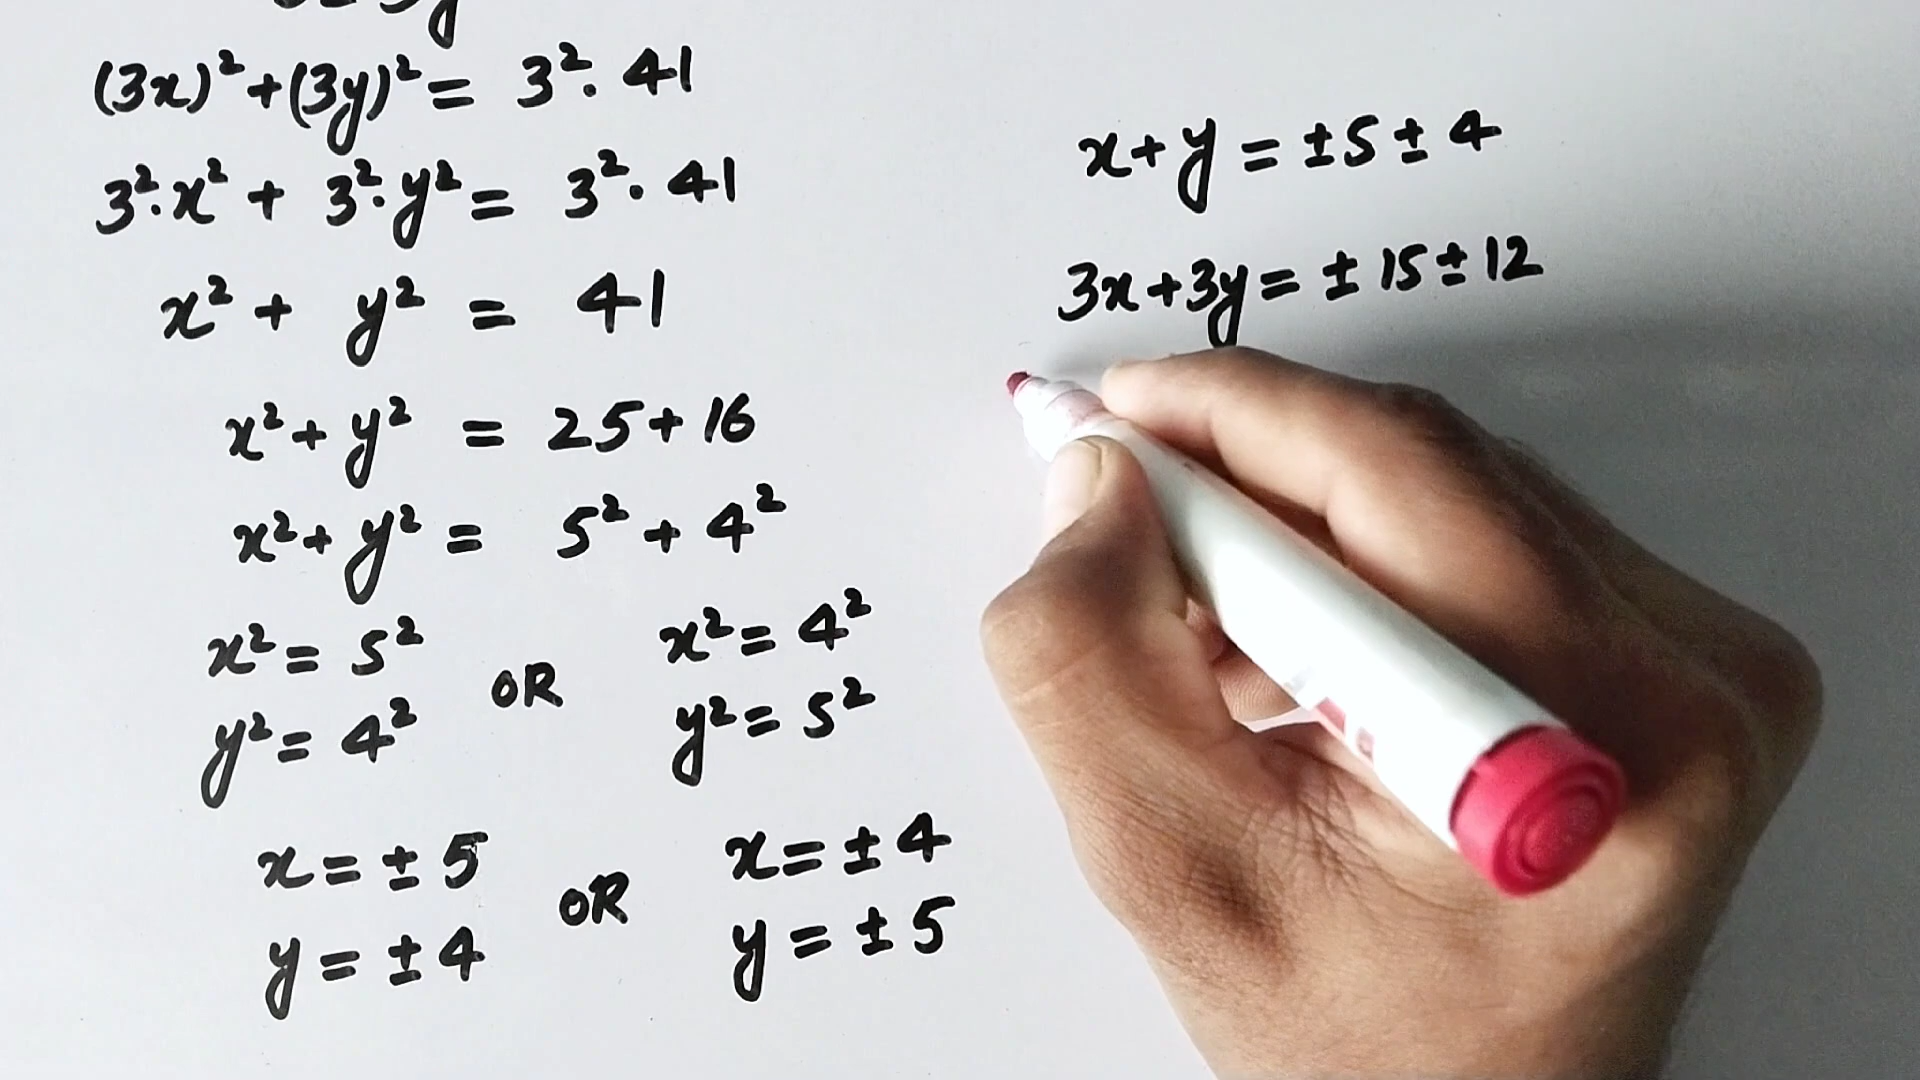 (3x)² + (3y)² = 3² . 41
3² . x² + 3² . y² = 3² . 41
x² + y² = 41
x² + y² = 25 + 16
x² + y² = 5² + 4²
x² = 5²
y² = 4²
OR
x² = 4²
y² = 5²
x = ± 5
y = ± 4
OR
x = ± 4
y = ± 5
x + y = ± 5 ± 4
3x + 3y = ± 15 ± 12